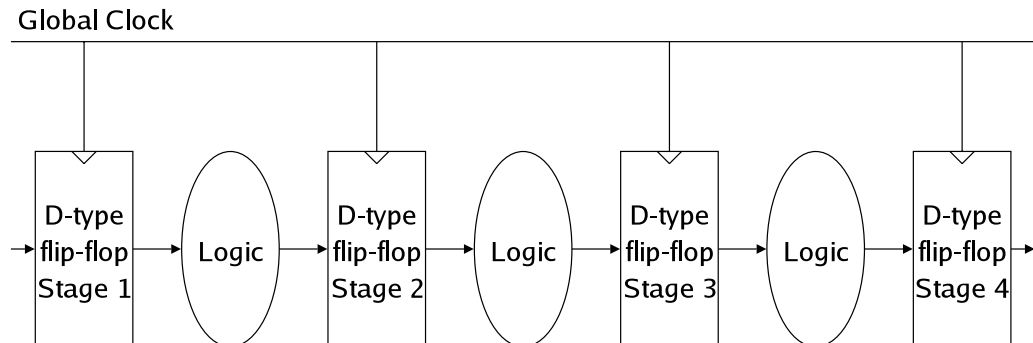 Global Clock
D-type
flip-flop
Stage 1
Logic
D-type
flip-flop
Stage 2
Logic
D-type
flip-flop
Stage 3
Logic
D-type
flip-flop
Stage 4